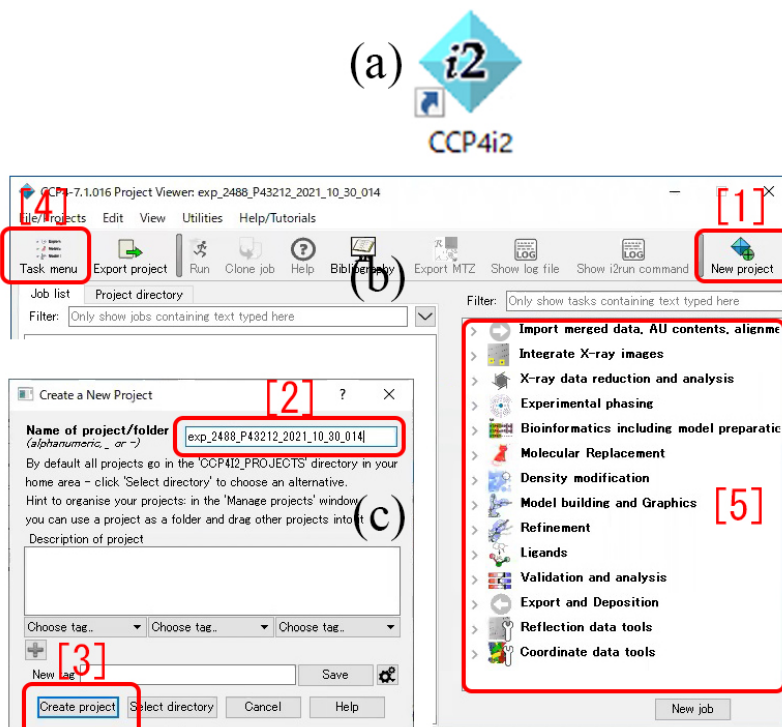 (a)
i2
CCP4i2
CCP4-7.1.016 Project Viewer: exp_2488_P43212_2021_10_30_014
[4]
[1]
File/Projects Edit View Utilities Help/Tutorials
Task menu Export project Run Clone job Help Bibliography Export MTZ Show log file Show i2run command New project
(b)
Job list Project directory
Filter: Only show jobs containing text typed here
Filter: Only show tasks containing text typed here
Import merged data, AU contents, alignme
Integrate X-ray images
X-ray data reduction and analysis
Experimental phasing
Bioinformatics including model preparatic
Molecular Replacement
Density modification
Model building and Graphics
[5]
Refinement
Ligands
Validation and analysis
Export and Deposition
Reflection data tools
Coordinate data tools
New job
Create a New Project ? ×
[2]
Name of project/folder exp_2488_P43212_2021_10_30_014
(alphanumeric, _ or -)
By default all projects go in the 'CCP4I2_PROJECTS' directory in your
home area - click 'Select directory' to choose an alternative.
Hint to organise your projects: in the 'Manage projects' window
you can use a project as a folder and drag other projects into it
(c)
Description of project
Choose tag.. Choose tag.. Choose tag..
[3]
New tag Save
Create project Select directory Cancel Help